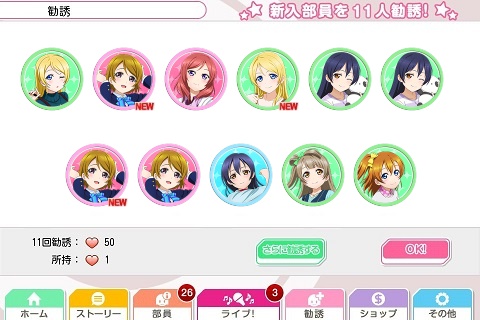 勧誘
新入部員を11人勧誘!
NEW
NEW
NEW
11回勧誘： 50
所持： 1
さらに勧誘する
OK!
26
3
ホーム
ストーリー
部員
ライブ!
勧誘
ショップ
その他